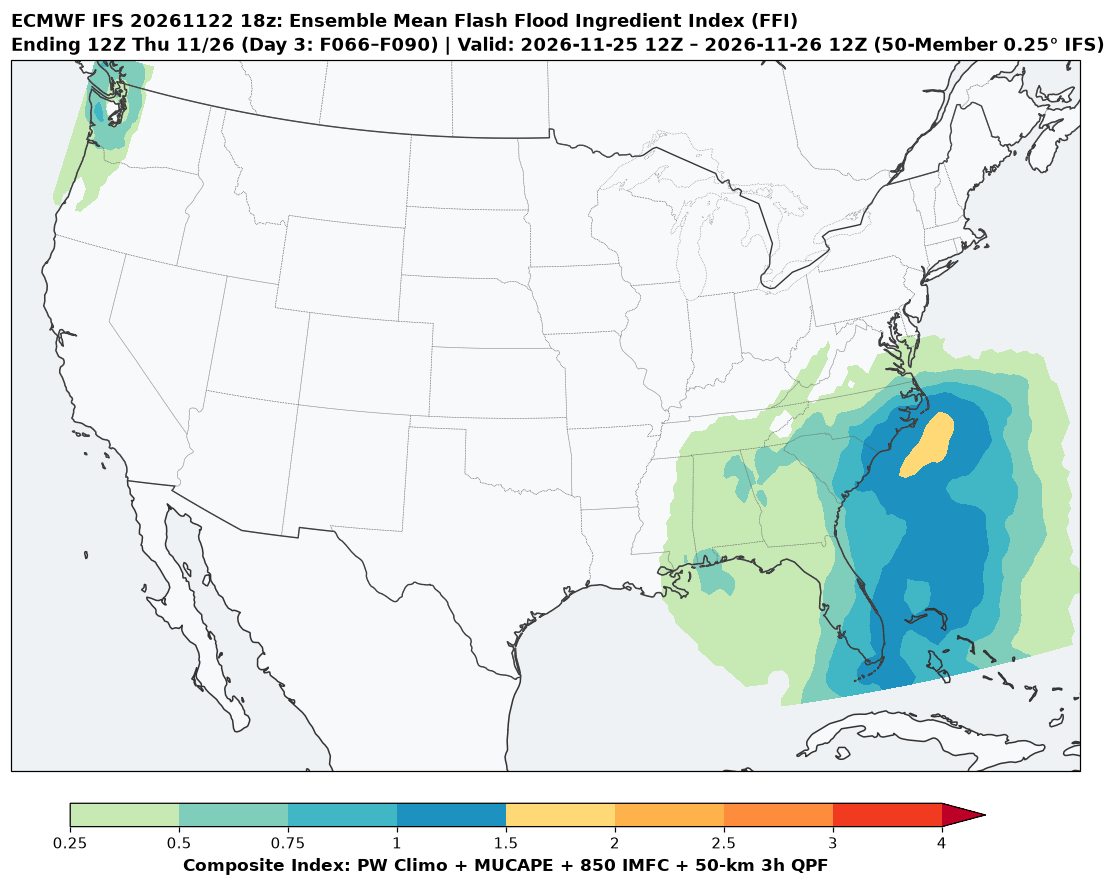 ECMWF IFS 20261122 18z: Ensemble Mean Flash Flood Ingredient Index (FFI)
Ending 12Z Thu 11/26 (Day 3: F066–F090) | Valid: 2026-11-25 12Z – 2026-11-26 12Z (50-Member 0.25° IFS)
0.25 0.5 0.75 1 1.5 2 2.5 3 4
Composite Index: PW Climo + MUCAPE + 850 IMFC + 50-km 3h QPF